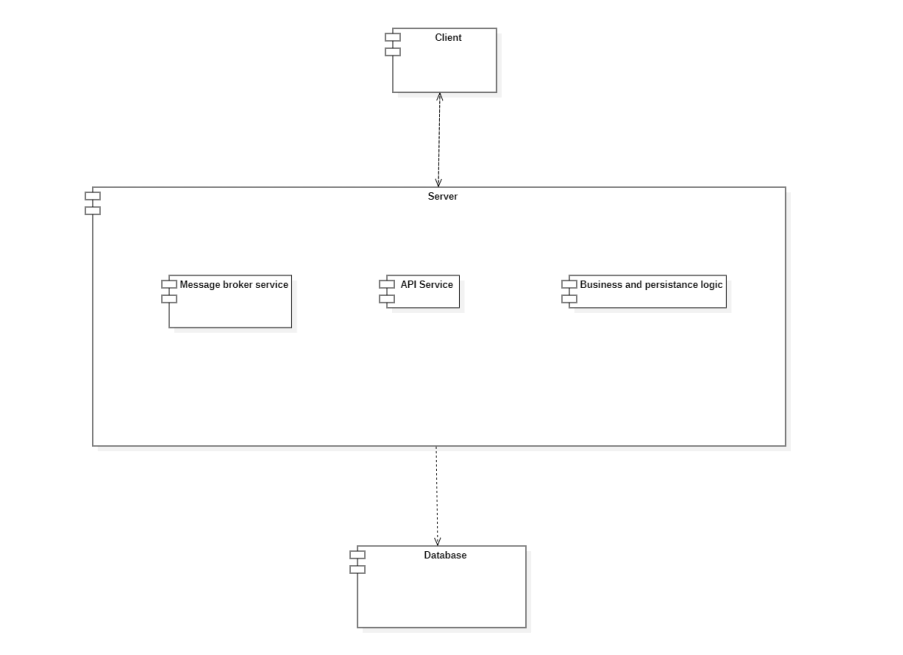 Client
Server
Message broker service
API Service
Business and persistance logic
Database